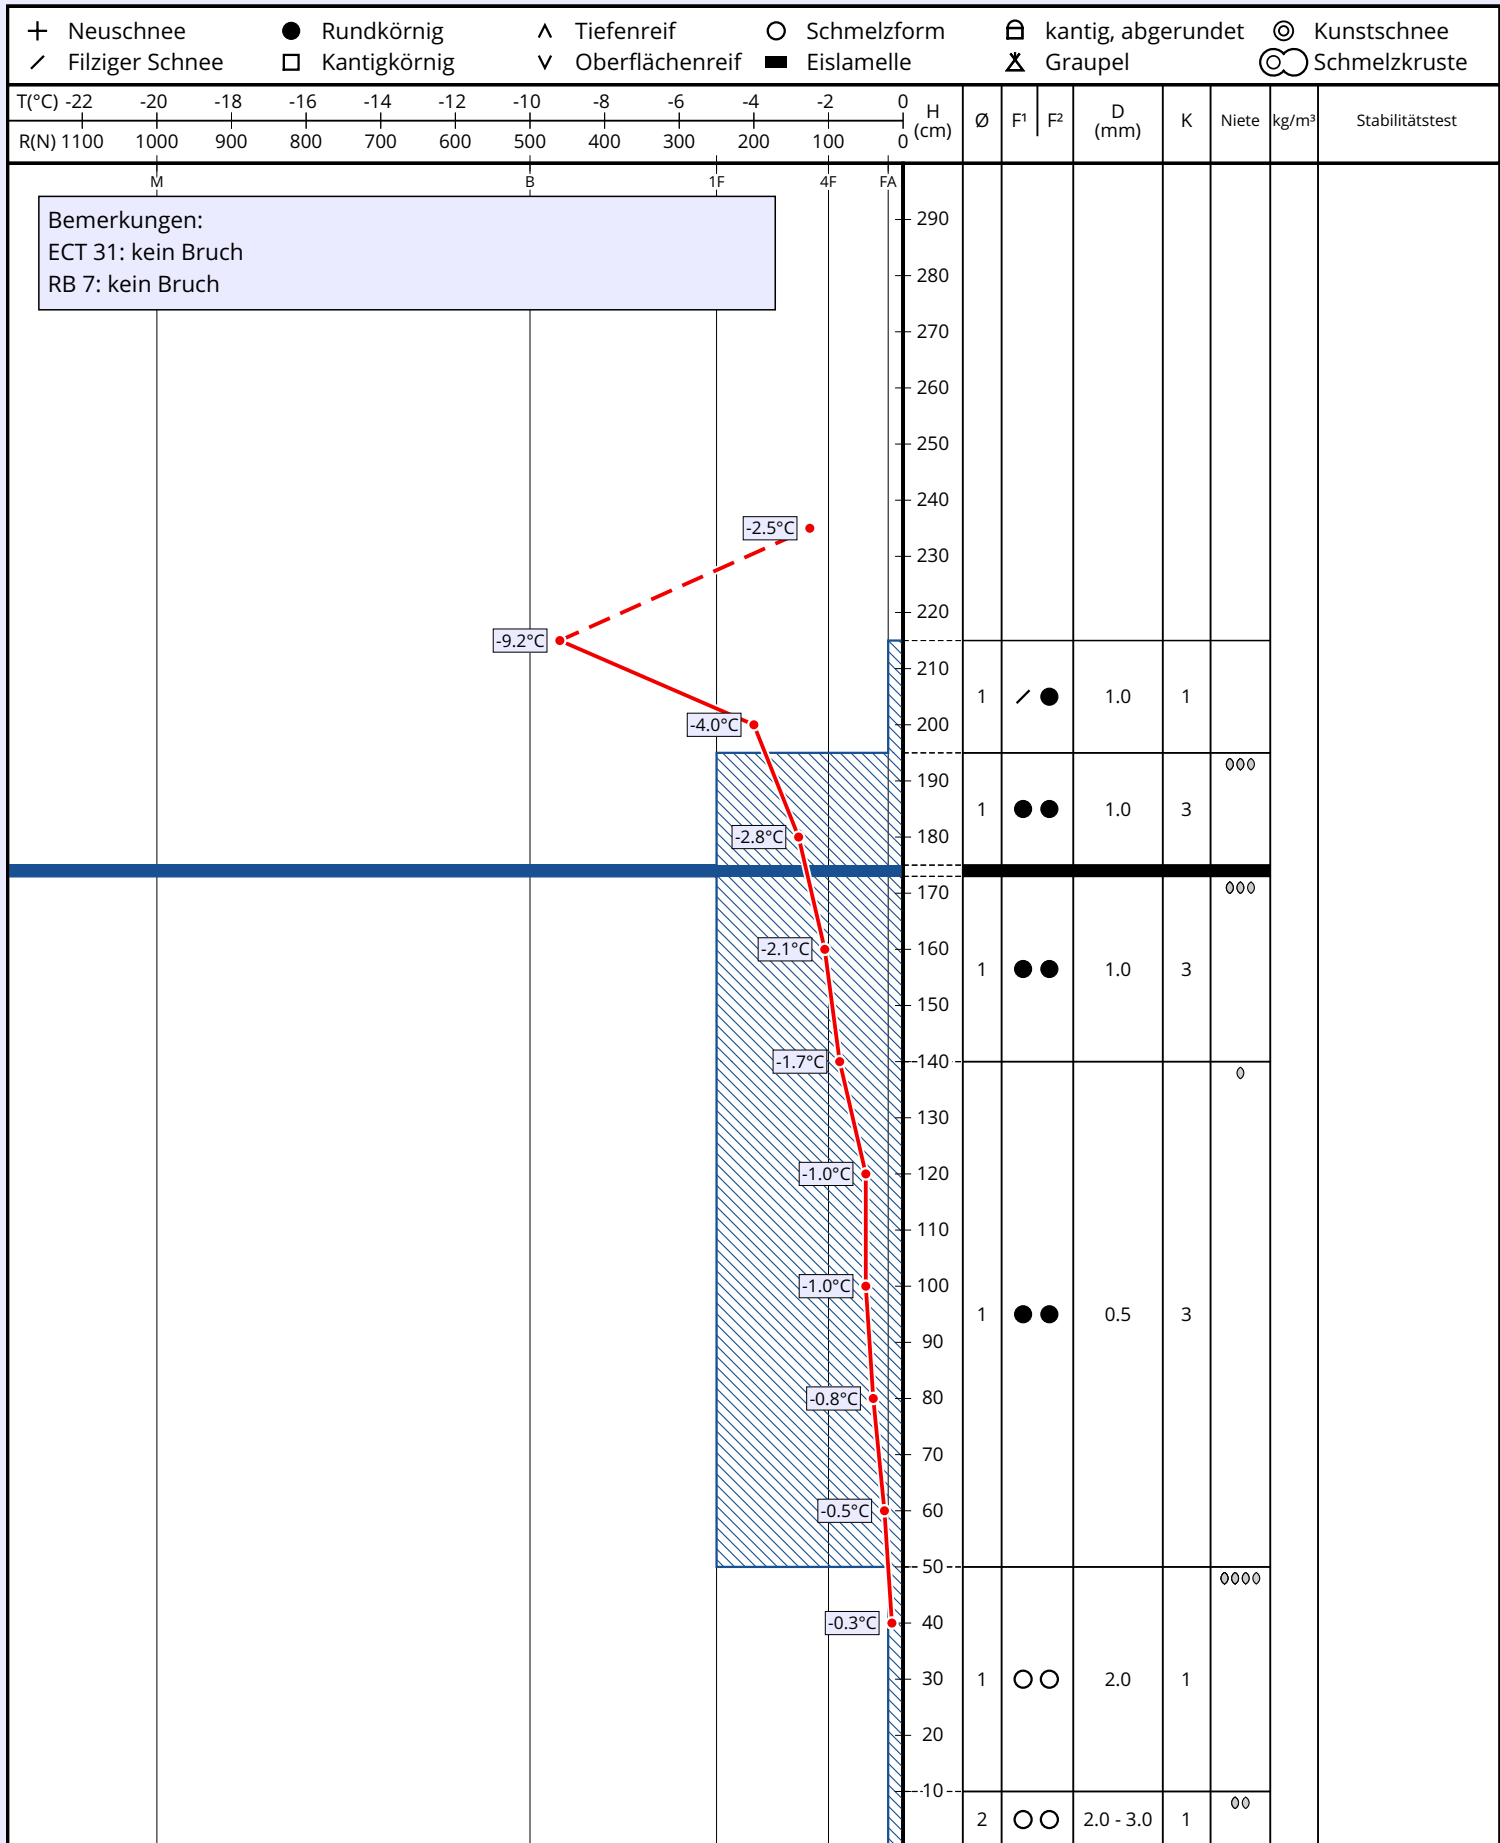 Neuschnee Rundkörnig Tiefenreif Schmelzform kantig, abgerundet Kunstschnee
Filziger Schnee Kantigkörnig Oberflächenreif Eislamelle Graupel Schmelzkruste
T(°C) -22 -20 -18 -16 -14 -12 -10 -8 -6 -4 -2 0
R(N) 1100 1000 900 800 700 600 500 400 300 200 100 0
H (cm) Ø F¹ F² D (mm) K Niete kg/m³ Stabilitätstest
M B 1F 4F FA
Bemerkungen:
ECT 31: kein Bruch
RB 7: kein Bruch
290
280
270
260
250
240
-2.5°C
230
220
-9.2°C
210
1 1.0 1
-4.0°C 200
190
1 1.0 3
-2.8°C 180
170
-2.1°C 160
1 1.0 3
150
-1.7°C 140
130
-1.0°C 120
110
-1.0°C 100
1 0.5 3
90
-0.8°C 80
70
-0.5°C 60
50
-0.3°C 40
30 1 2.0 1
20
10
2 2.0 - 3.0 1